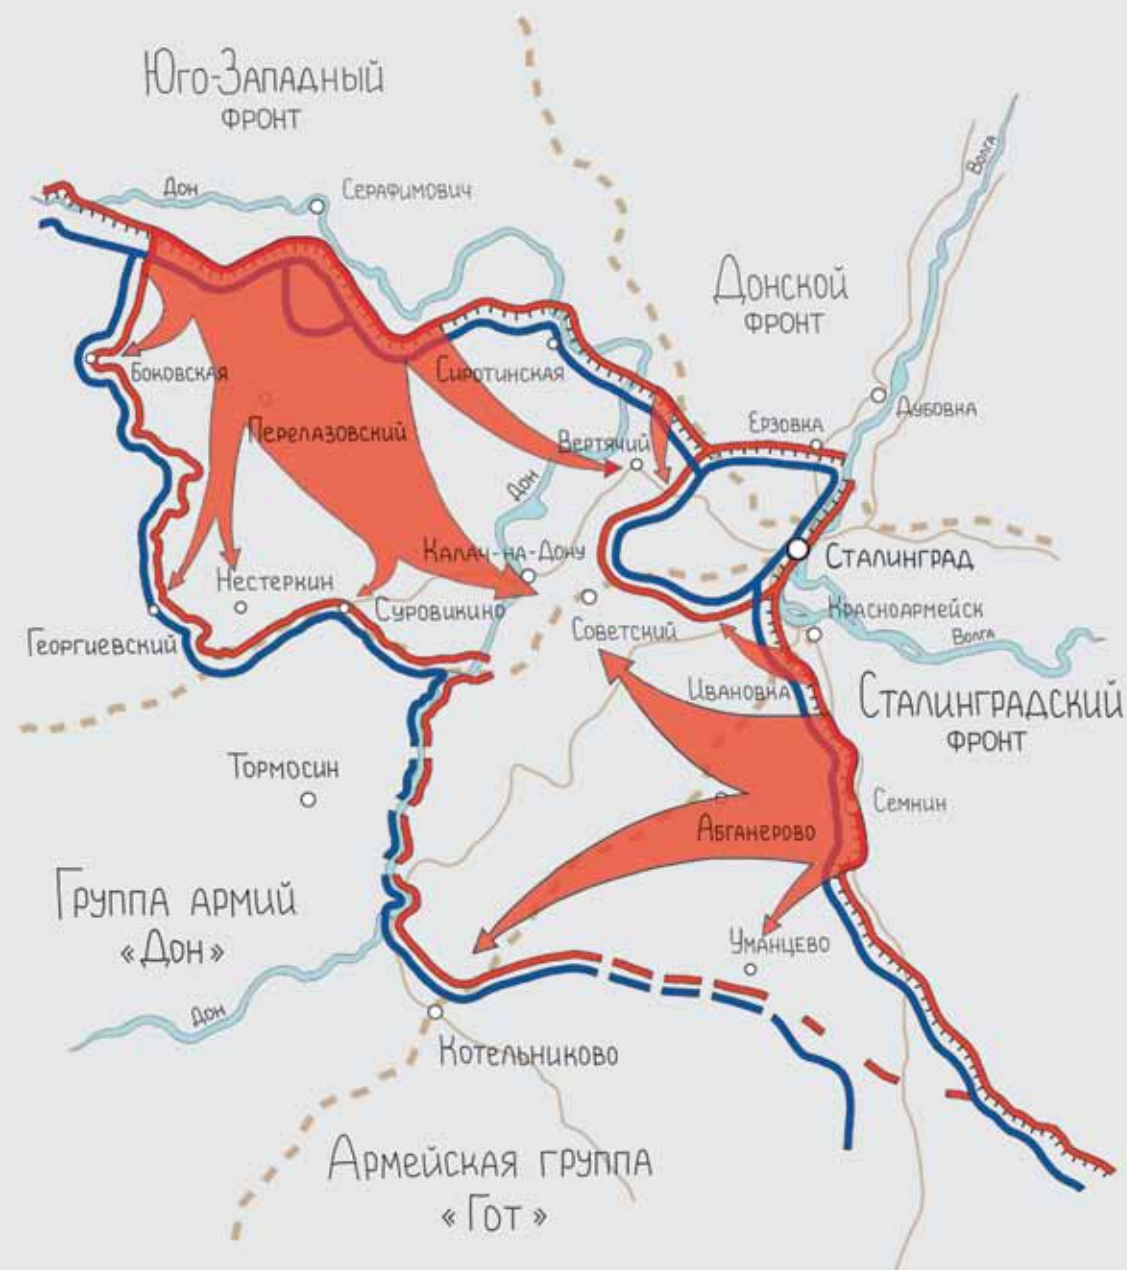 Юго-Западный
фронт
Дон
Серафимович
Волга
Донской
фронт
Боковская
Сиротинская
Дубовка
Ерзовка
Перелазовский
Вертячий
Дон
Калач-на-Дону
Сталинград
Нестеркин
Суровикино
Красноармейск
Георгиевский
Советский
Волга
Ивановка
Сталинградский
фронт
Тормосин
Семнин
Абганерово
Группа армий
«Дон»
Уманцево
Дон
Котельниково
Армейская группа
«Гот»